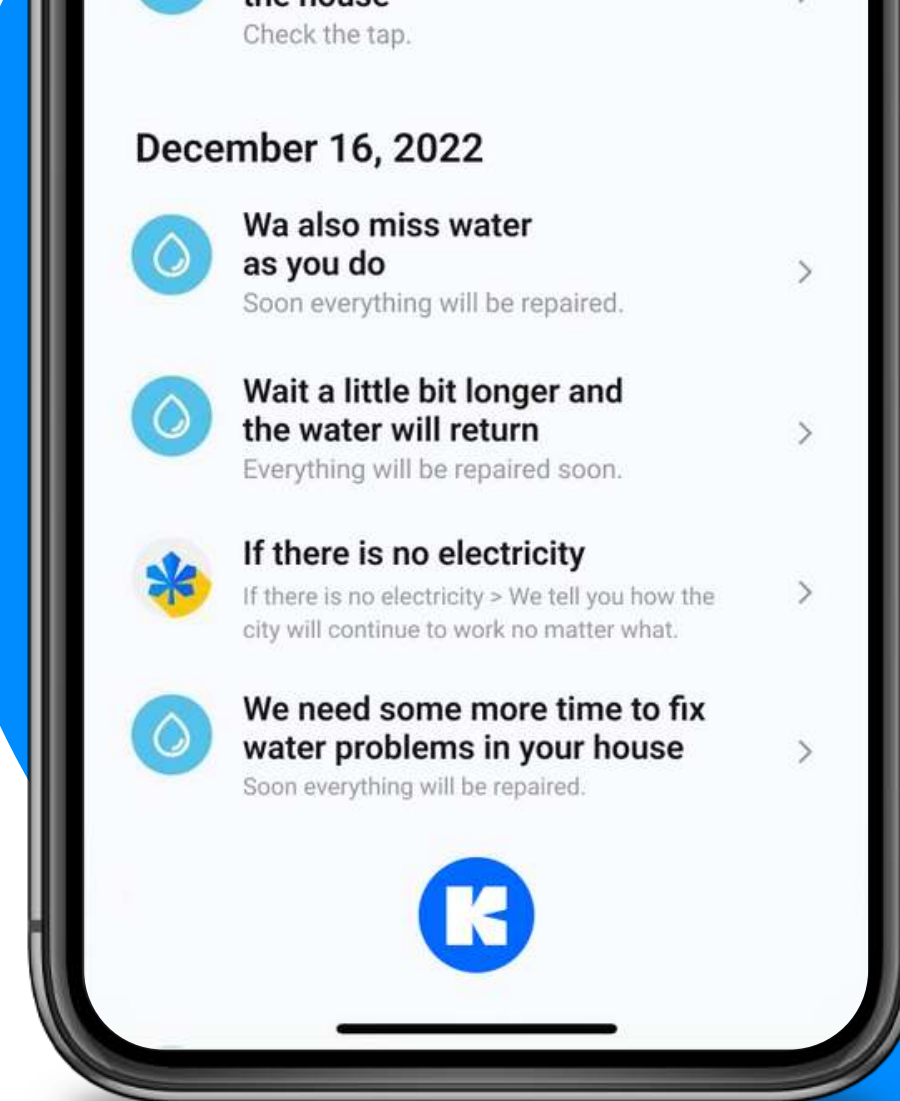 the house
Check the tap.
December 16, 2022
Wa also miss water
as you do
Soon everything will be repaired.
Wait a little bit longer and
the water will return
Everything will be repaired soon.
If there is no electricity
If there is no electricity > We tell you how the
city will continue to work no matter what.
We need some more time to fix
water problems in your house
Soon everything will be repaired.
K